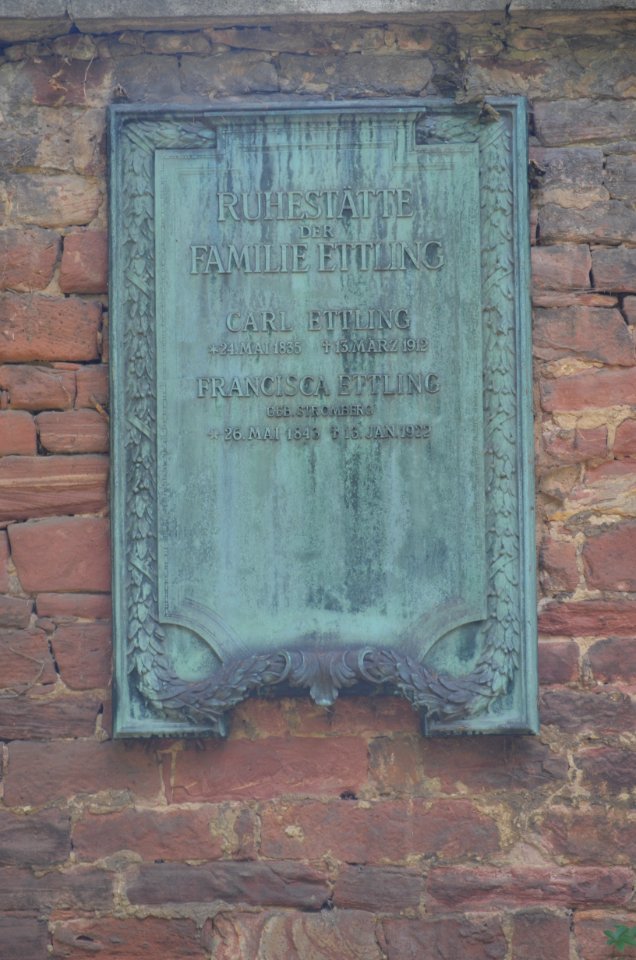 RUHESTÄTTE
DER
FAMILIE ETTLING
CARL ETTLING
*24.MAI 1835 †13.MÄRZ 1912
FRANCISCA ETTLING
GEB. STROMBERG
*26.MAI 1843 †13.JAN.1922